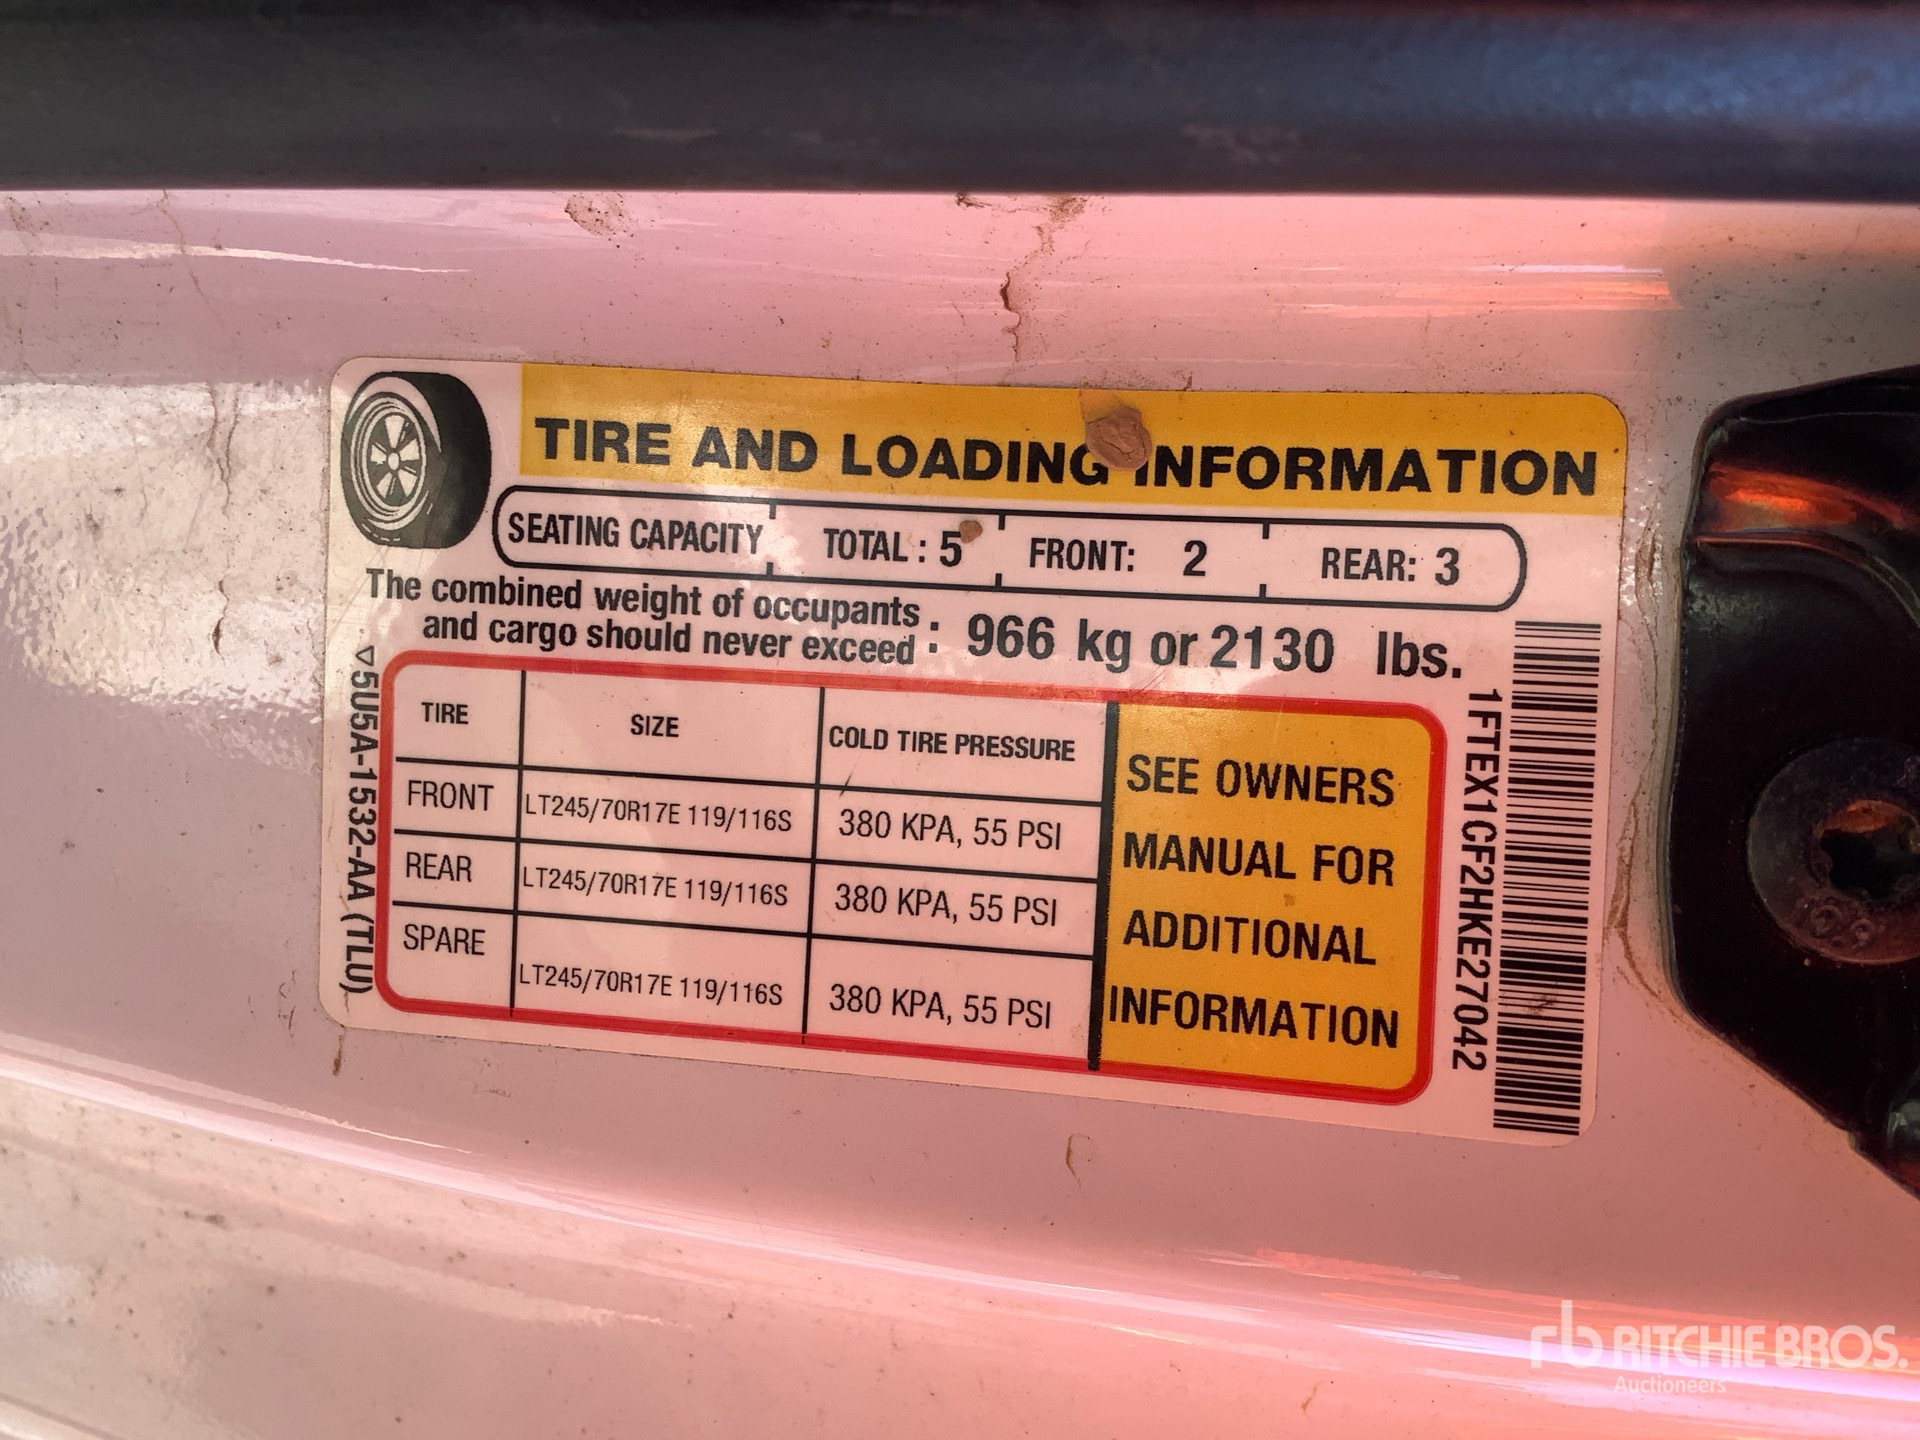 TIRE AND LOADING INFORMATION
SEATING CAPACITY TOTAL : 5 FRONT: 2 REAR: 3
The combined weight of occupants
and cargo should never exceed : 966 kg or 2130 lbs.
TIRE SIZE COLD TIRE PRESSURE
FRONT LT245/70R17E 119/116S 380 KPA, 55 PSI
REAR LT245/70R17E 119/116S 380 KPA, 55 PSI
SPARE LT245/70R17E 119/116S 380 KPA, 55 PSI
SEE OWNERS
MANUAL FOR
ADDITIONAL
INFORMATION
5U5A-1532-AA (TLU)
1FTEX1CF2HKE27042
rb RITCHIE BROS.
Auctioneers